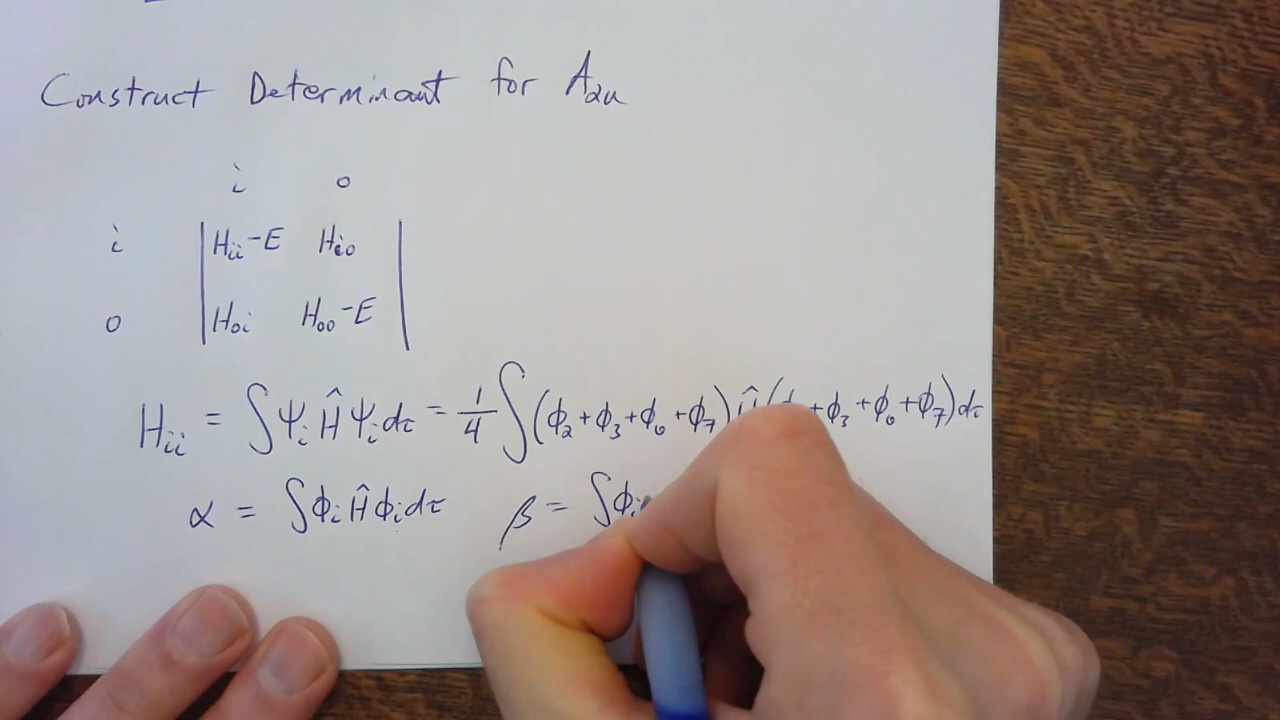 Construct Determinant for A₂ᵤ
i o
i | Hᵢᵢ-E Hᵢₒ |
o | Hₒᵢ Hₒₒ-E |
Hᵢᵢ = ∫ψᵢ Ĥ ψᵢ dτ = 1/4 ∫(ϕ₂+ϕ₃+ϕ₆+ϕ₇) +ϕ₃+ϕ₆+ϕ₇)dτ
α = ∫ϕᵢ Ĥ ϕᵢ dτ β = ∫ϕᵢ